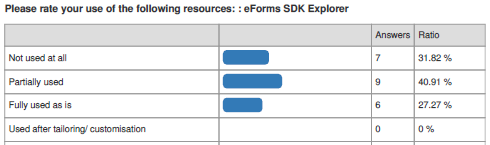 Please rate your use of the following resources: : eForms SDK Explorer
Answers Ratio
Not used at all 7 31.82 %
Partially used 9 40.91 %
Fully used as is 6 27.27 %
Used after tailoring/ customisation 0 0 %